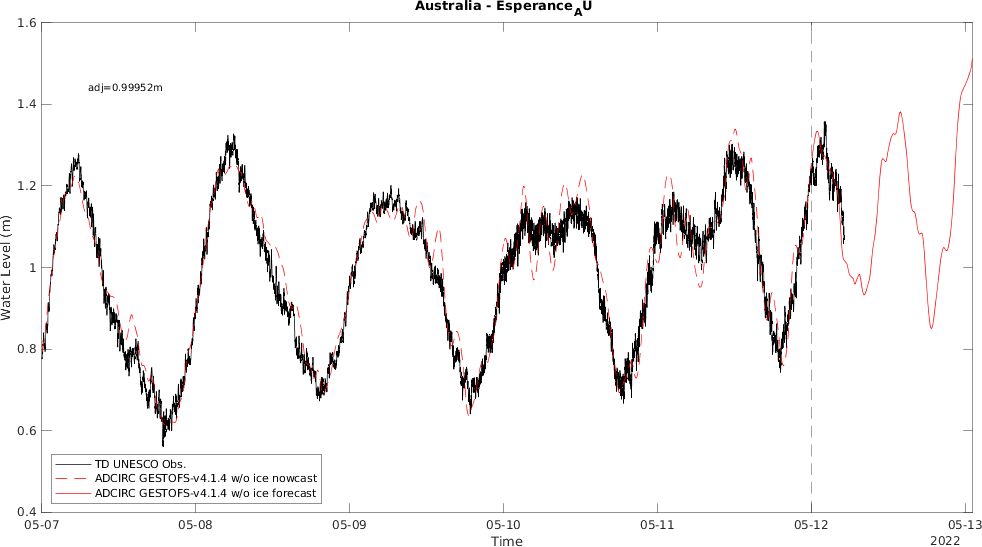 Australia - Esperance_AU
adj=0.99952m
1.6
1.4
1.2
1
0.8
0.6
0.4
Water Level (m)
TD UNESCO Obs.
ADCIRC GESTOFS-v4.1.4 w/o ice nowcast
ADCIRC GESTOFS-v4.1.4 w/o ice forecast
05-07 05-08 05-09 05-10 05-11 05-12 05-13
Time
2022